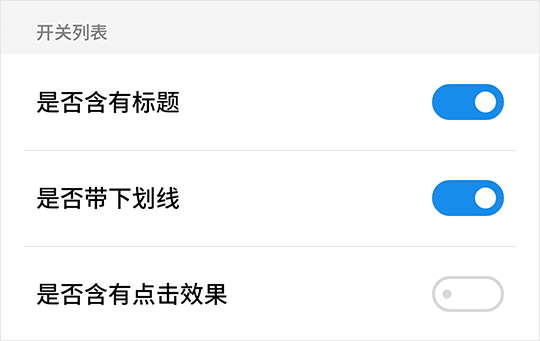 开关列表
是否含有标题
是否带下划线
是否含有点击效果